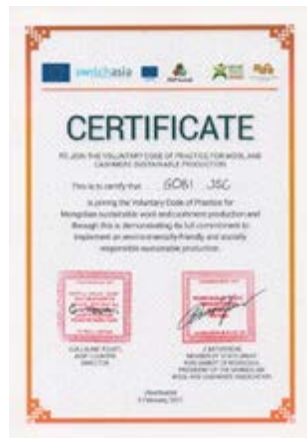 switchasia
CERTIFICATE
TO JOIN THE VOLUNTARY CODE OF PRACTICE FOR WOOL AND
CASHMERE SUSTAINABLE PRODUCTION
This is to certify that GOBI JSC
is joining the Voluntary Code of Practice for
Mongolian sustainable wool and cashmere production and
through this is demonstrating its full commitment to
implement an environmentally-friendly and socially
responsible sustainable production.
DIRECTOR
MEMBER OF STATE GREAT
PARLIAMENT OF MONGOLIA
PRESIDENT OF THE MONGOLIAN
WOOL AND CASHMERE ASSOCIATION
Ulaanbaatar